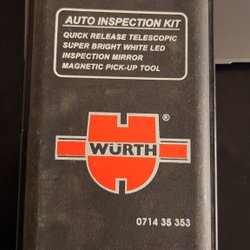 AUTO INSPECTION KIT
QUICK RELEASE TELESCOPIC
SUPER BRIGHT WHITE LED
INSPECTION MIRROR
MAGNETIC PICK-UP TOOL
®
WÜRTH
0714 35 353